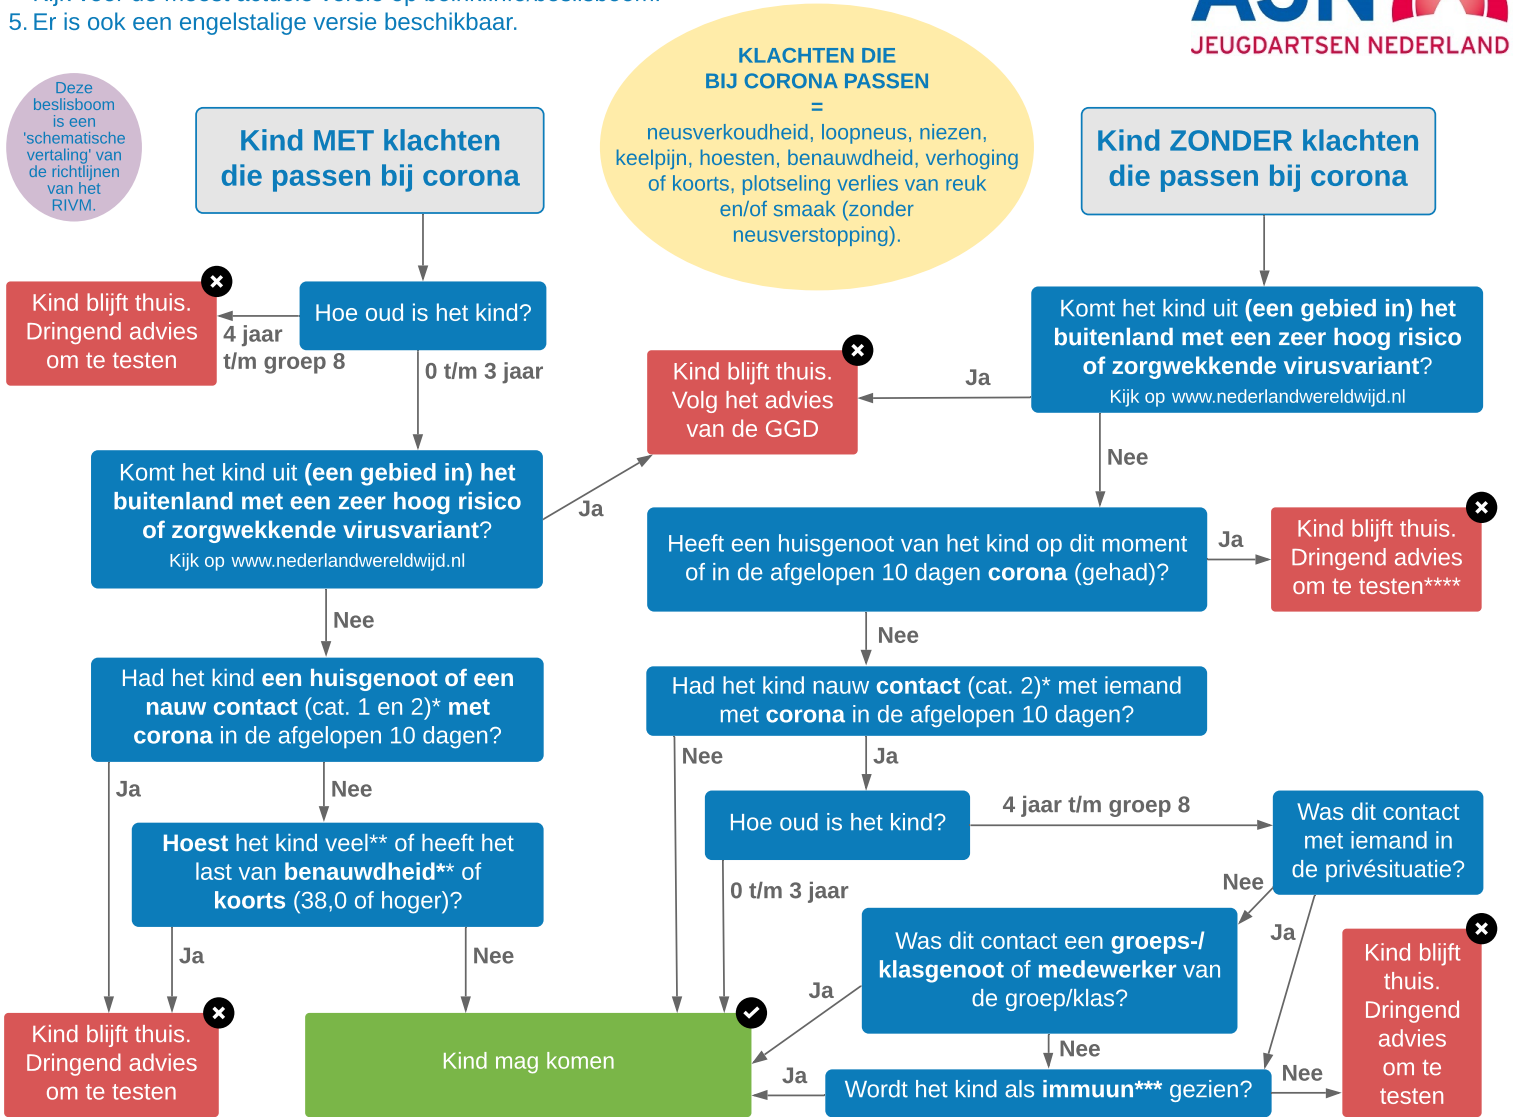 5. Er is ook een engelstalige versie beschikbaar.
JEUGDARTSEN NEDERLAND
Deze
beslisboom
is een
'schematische
vertaling' van
de richtlijnen
van het
RIVM.
Kind MET klachten
die passen bij corona
KLACHTEN DIE
BIJ CORONA PASSEN
=
neusverkoudheid, loopneus, niezen,
keelpijn, hoesten, benauwdheid, verhoging
of koorts, plotseling verlies van reuk
en/of smaak (zonder
neusverstopping).
Kind ZONDER klachten
die passen bij corona
Kind blijft thuis.
Dringend advies
om te testen
4 jaar
t/m groep 8
Hoe oud is het kind?
0 t/m 3 jaar
Kind blijft thuis.
Volg het advies
van de GGD
Ja
Komt het kind uit (een gebied in) het
buitenland met een zeer hoog risico
of zorgwekkende virusvariant?
Kijk op www.nederlandwereldwijd.nl
Nee
Komt het kind uit (een gebied in) het
buitenland met een zeer hoog risico
of zorgwekkende virusvariant?
Kijk op www.nederlandwereldwijd.nl
Ja
Nee
Heeft een huisgenoot van het kind op dit moment
of in de afgelopen 10 dagen corona (gehad)?
Ja
Kind blijft thuis.
Dringend advies
om te testen****
Nee
Had het kind een huisgenoot of een
nauw contact (cat. 1 en 2)* met
corona in de afgelopen 10 dagen?
Had het kind nauw contact (cat. 2)* met iemand
met corona in de afgelopen 10 dagen?
Ja
Nee
Nee
Ja
Hoest het kind veel** of heeft het
last van benauwdheid** of
koorts (38,0 of hoger)?
Hoe oud is het kind?
4 jaar t/m groep 8
Was dit contact
met iemand in
de privésituatie?
0 t/m 3 jaar
Nee
Ja
Ja
Nee
Was dit contact een groeps-/
klasgenoot of medewerker van
de groep/klas?
Ja
Nee
Kind blijft thuis.
Dringend advies
om te testen
Kind mag komen
Ja
Wordt het kind als immuun*** gezien?
Nee
Kind blijft
thuis.
Dringend
advies
om te
testen